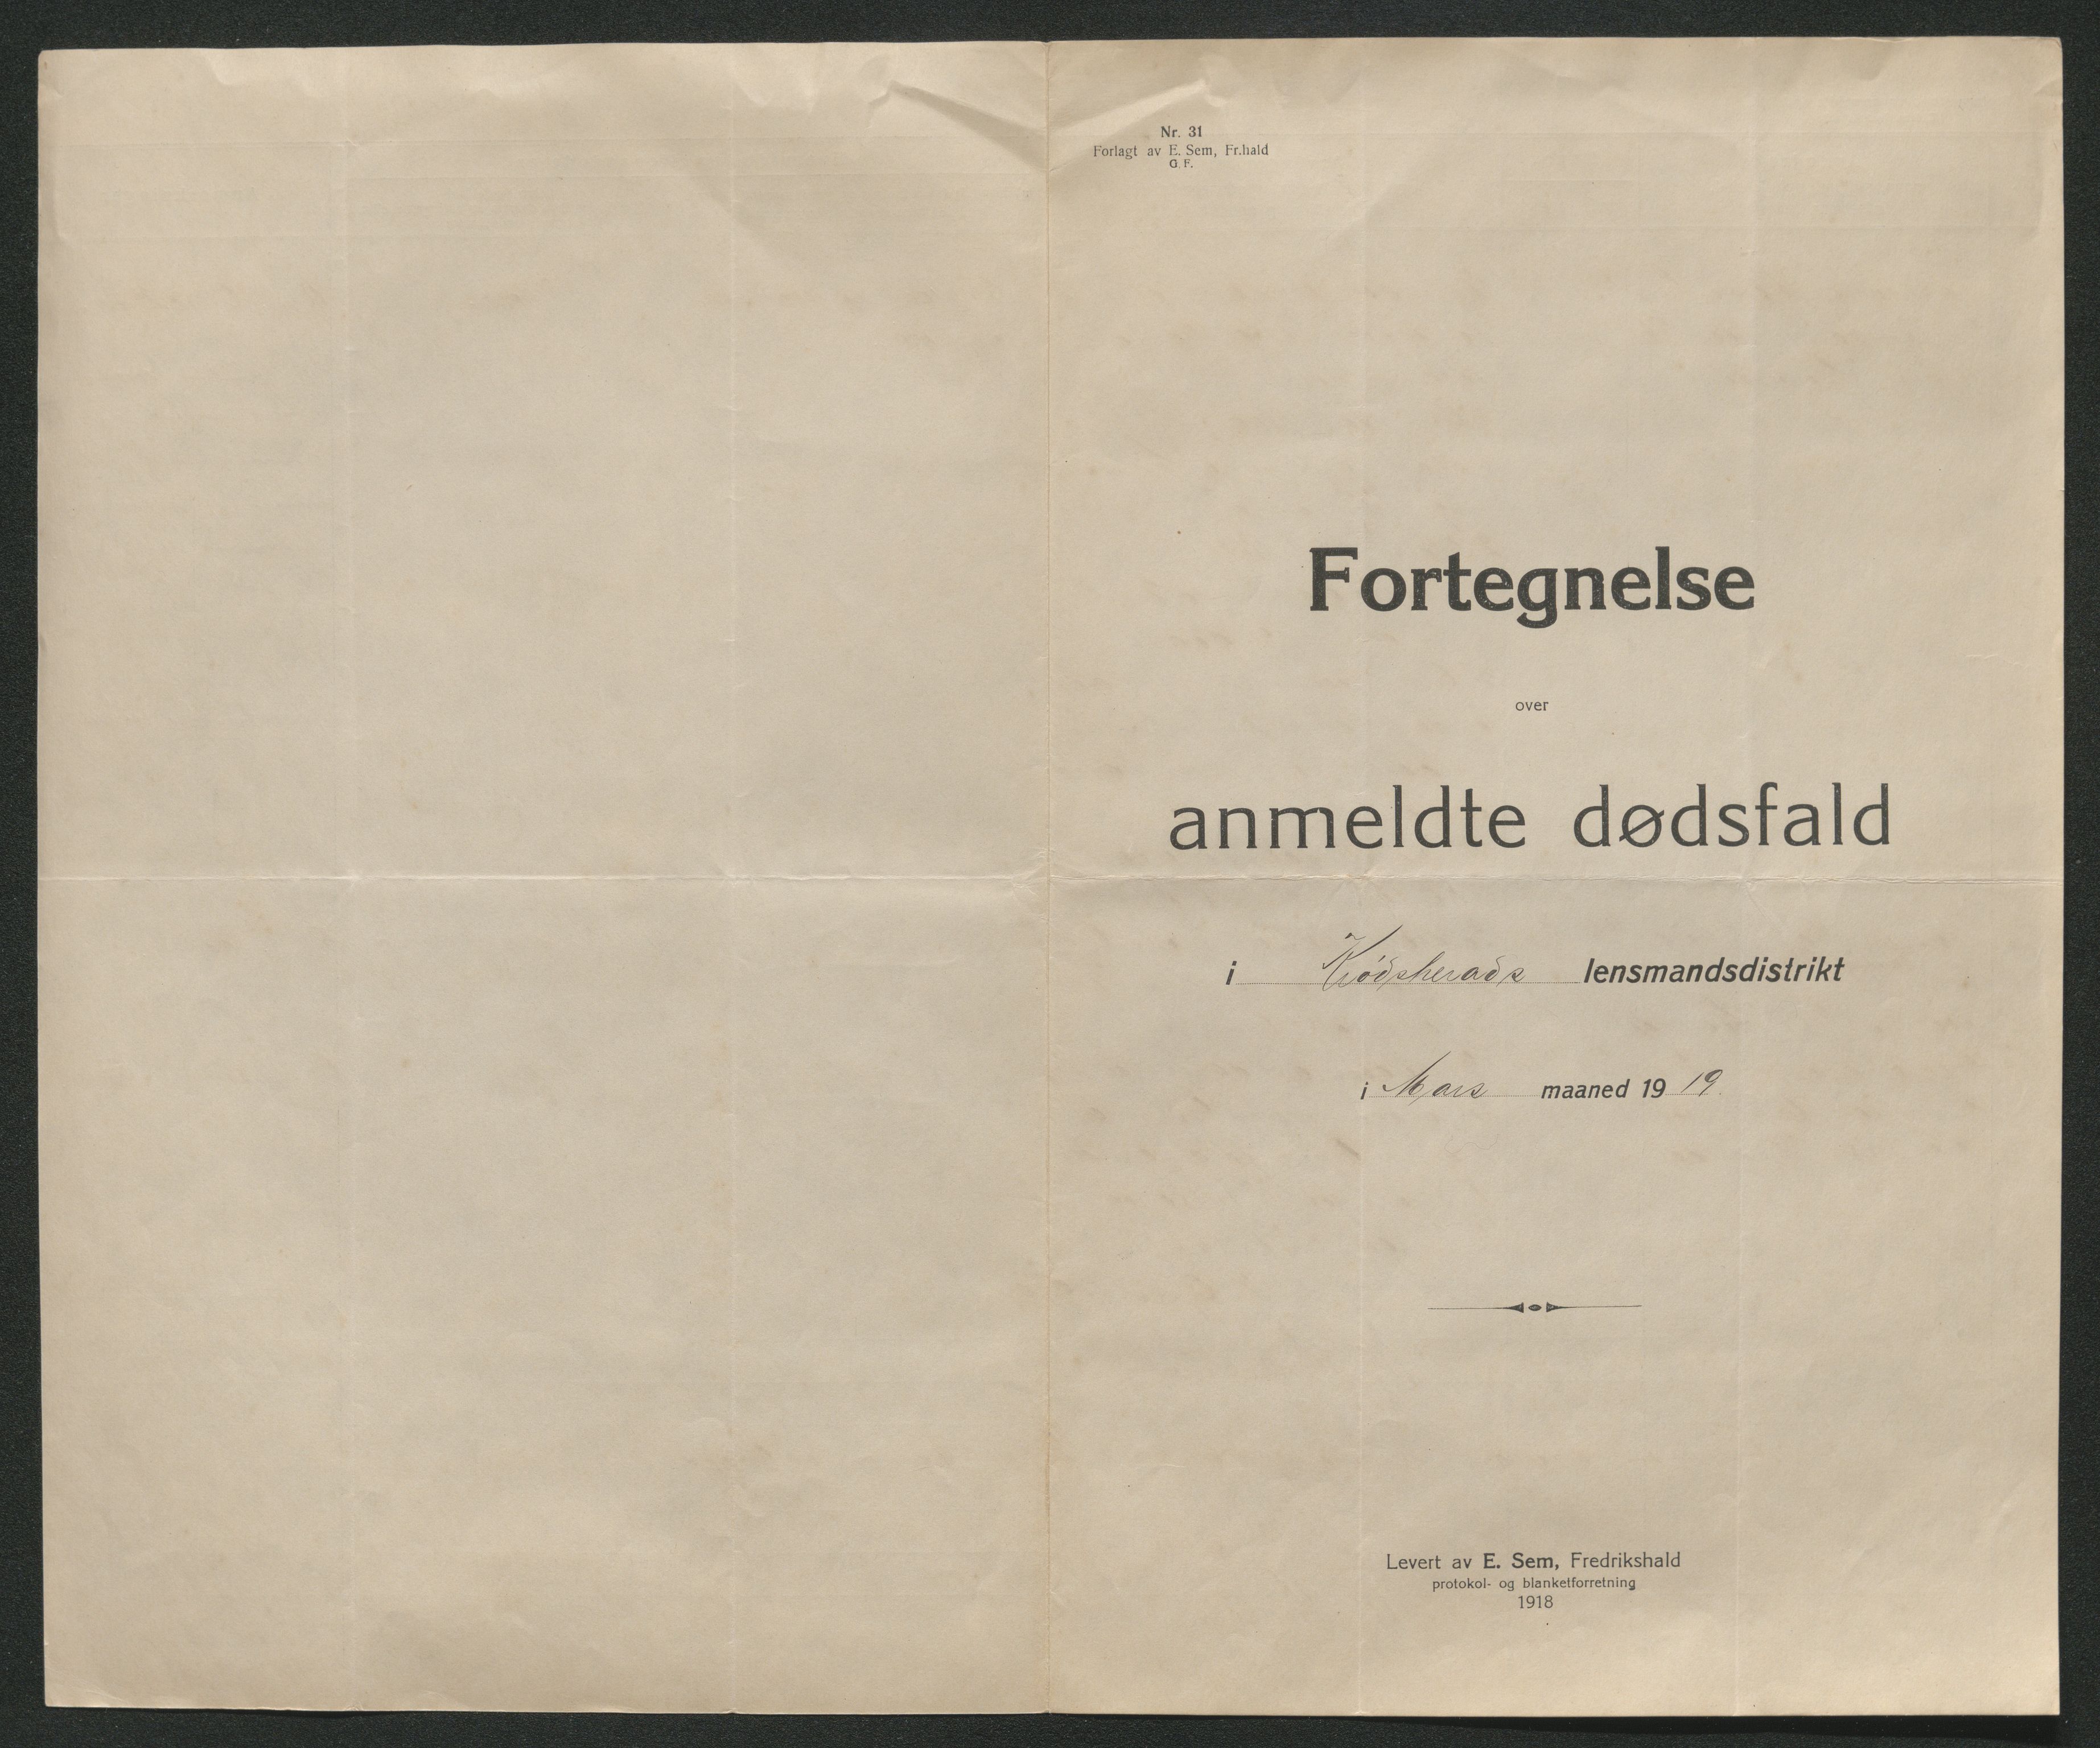 Nr. 31
Forlagt av E. Sem, Fr.hald
G. F.
Fortegnelse
over
anmeldte dødsfald
i Krødsherads lensmandsdistrikt
i Mars maaned 1919.
Levert av E. Sem, Fredrikshald
protokol- og blanketforretning
1918